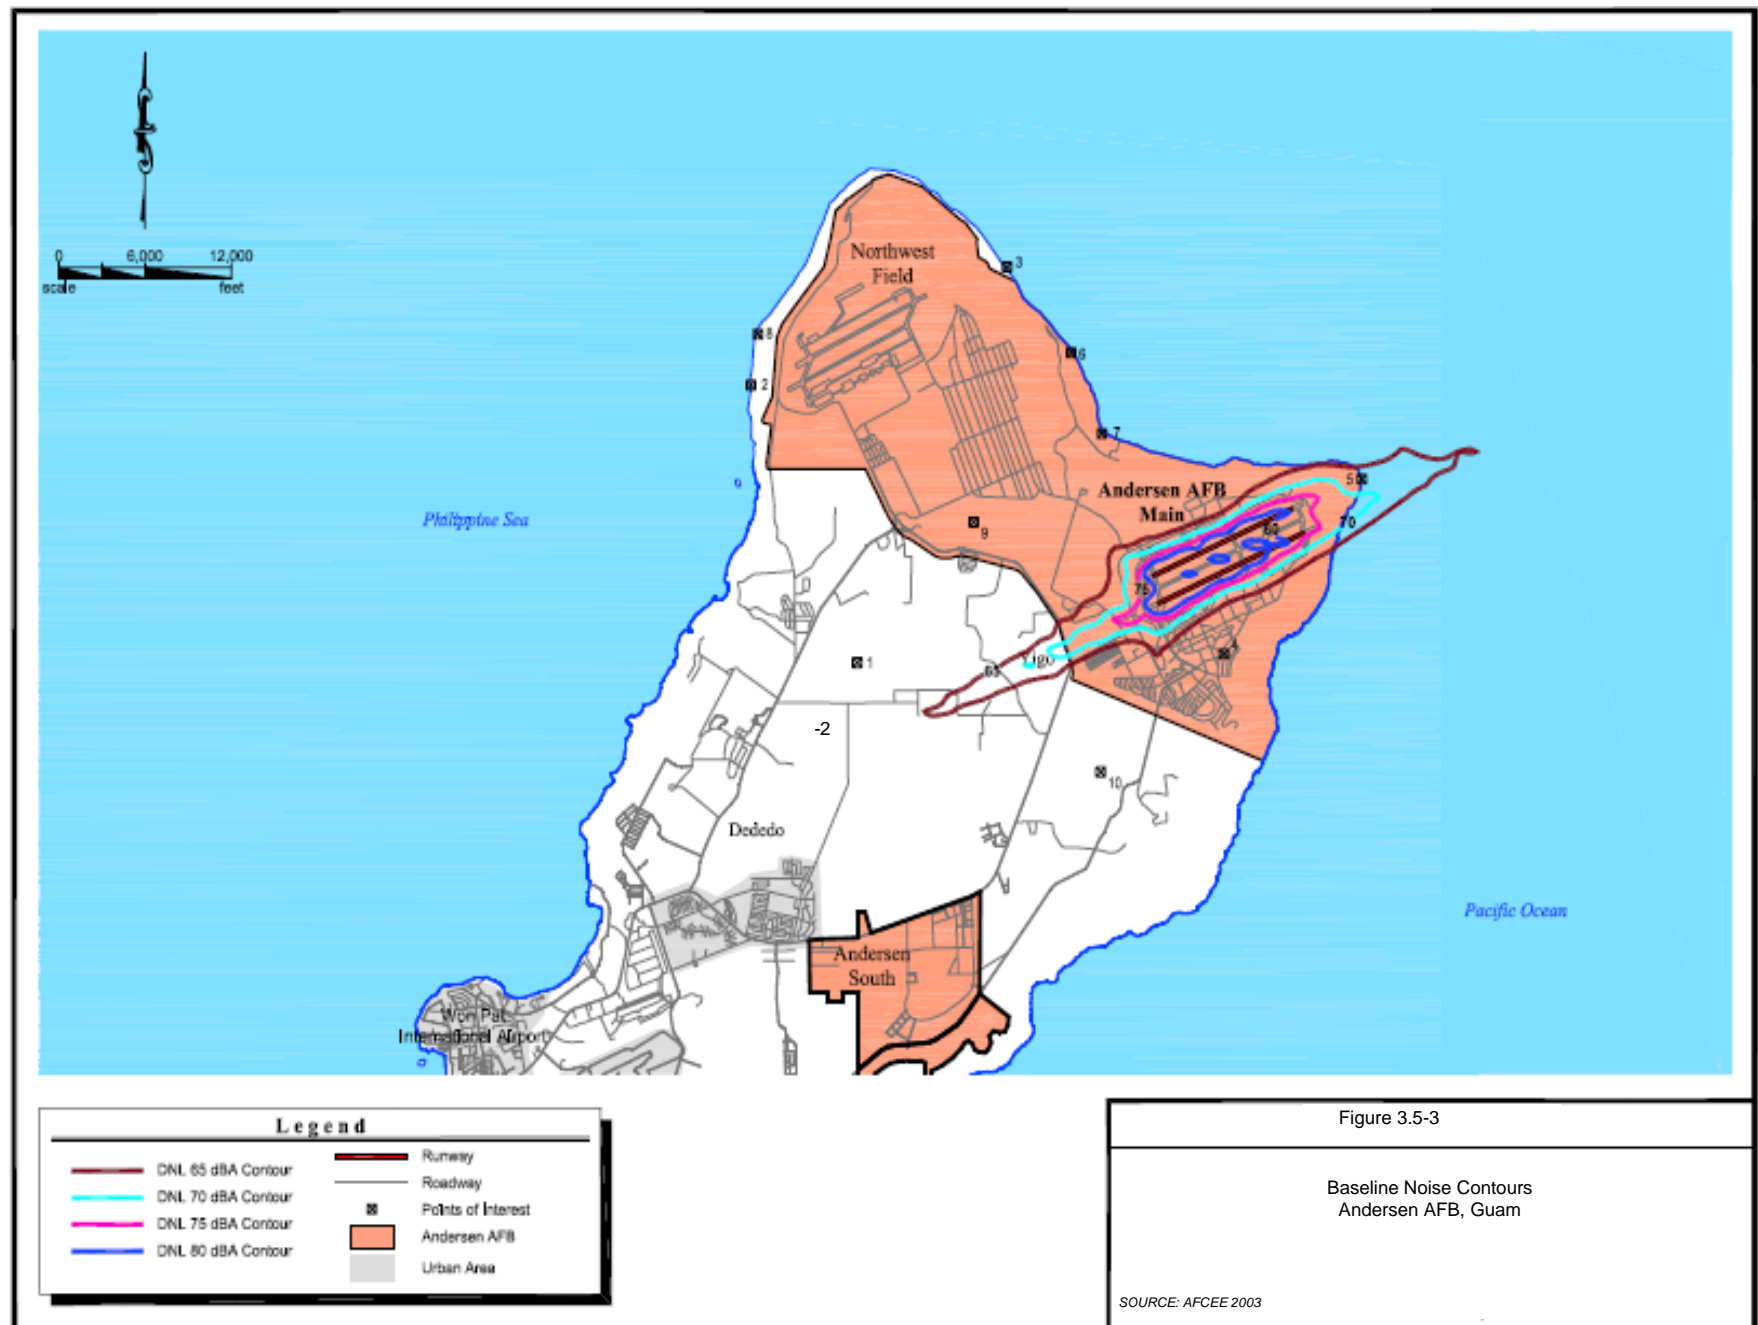 0 6,000 12,000
scale feet
Northwest
Field
3
8
6
2
7
Andersen AFB
Main
5
70
80
9
75
Philippine Sea
1
65
Yigo
4
-2
10
Dededo
Pacific Ocean
Andersen
South
Won Pat
International Airport
Legend
DNL 65 dBA Contour
DNL 70 dBA Contour
DNL 75 dBA Contour
DNL 80 dBA Contour
Runway
Roadway
Points of Interest
Andersen AFB
Urban Area
Figure 3.5-3
Baseline Noise Contours
Andersen AFB, Guam
SOURCE: AFCEE 2003